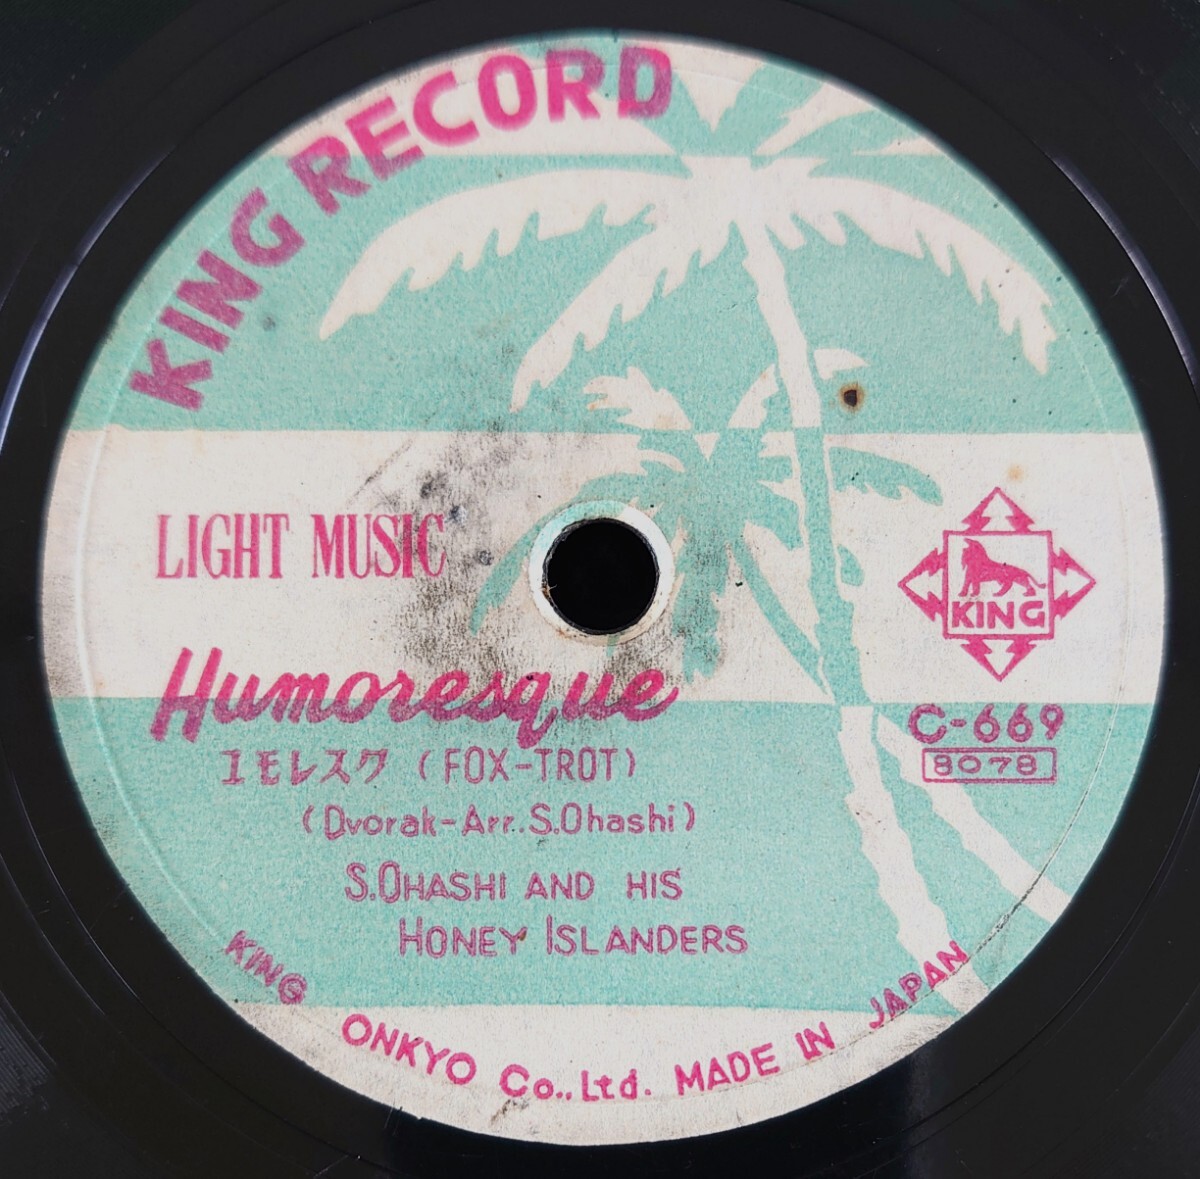 KING RECORD
LIGHT MUSIC
KING
Humoresque
C-669
8078
ユモレスク (FOX-TROT)
(Dvorak-Arr.S.Ohashi)
S.OHASHI AND HIS
HONEY ISLANDERS
KING ONKYO Co., Ltd. MADE IN JAPAN